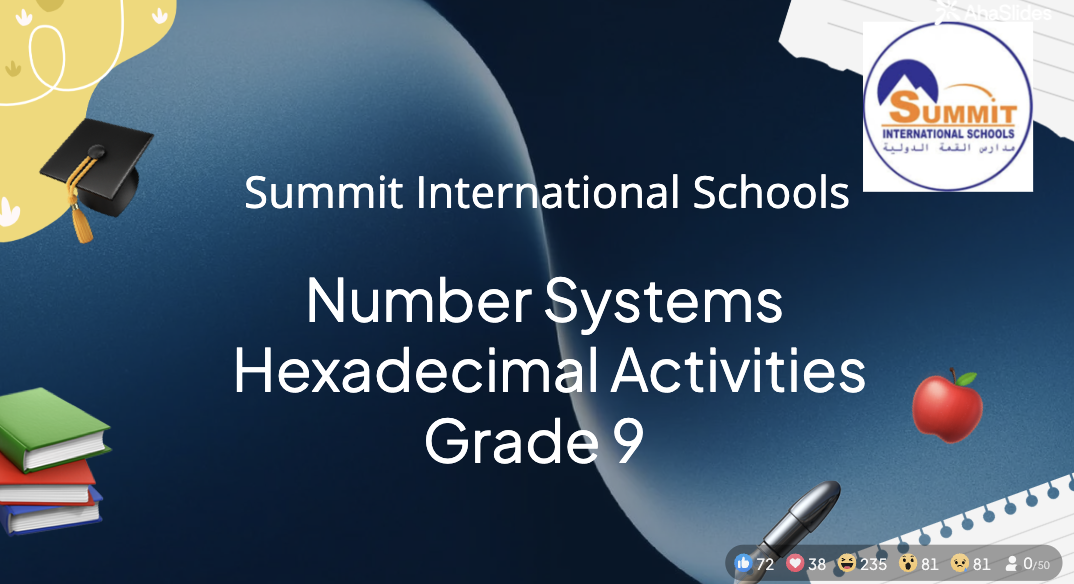 AhaSlides
SUMMIT
INTERNATIONAL SCHOOLS
مدارس القمة الدولية
Summit International Schools
Number Systems
Hexadecimal Activities
Grade 9
72 38 235 81 81 0/50